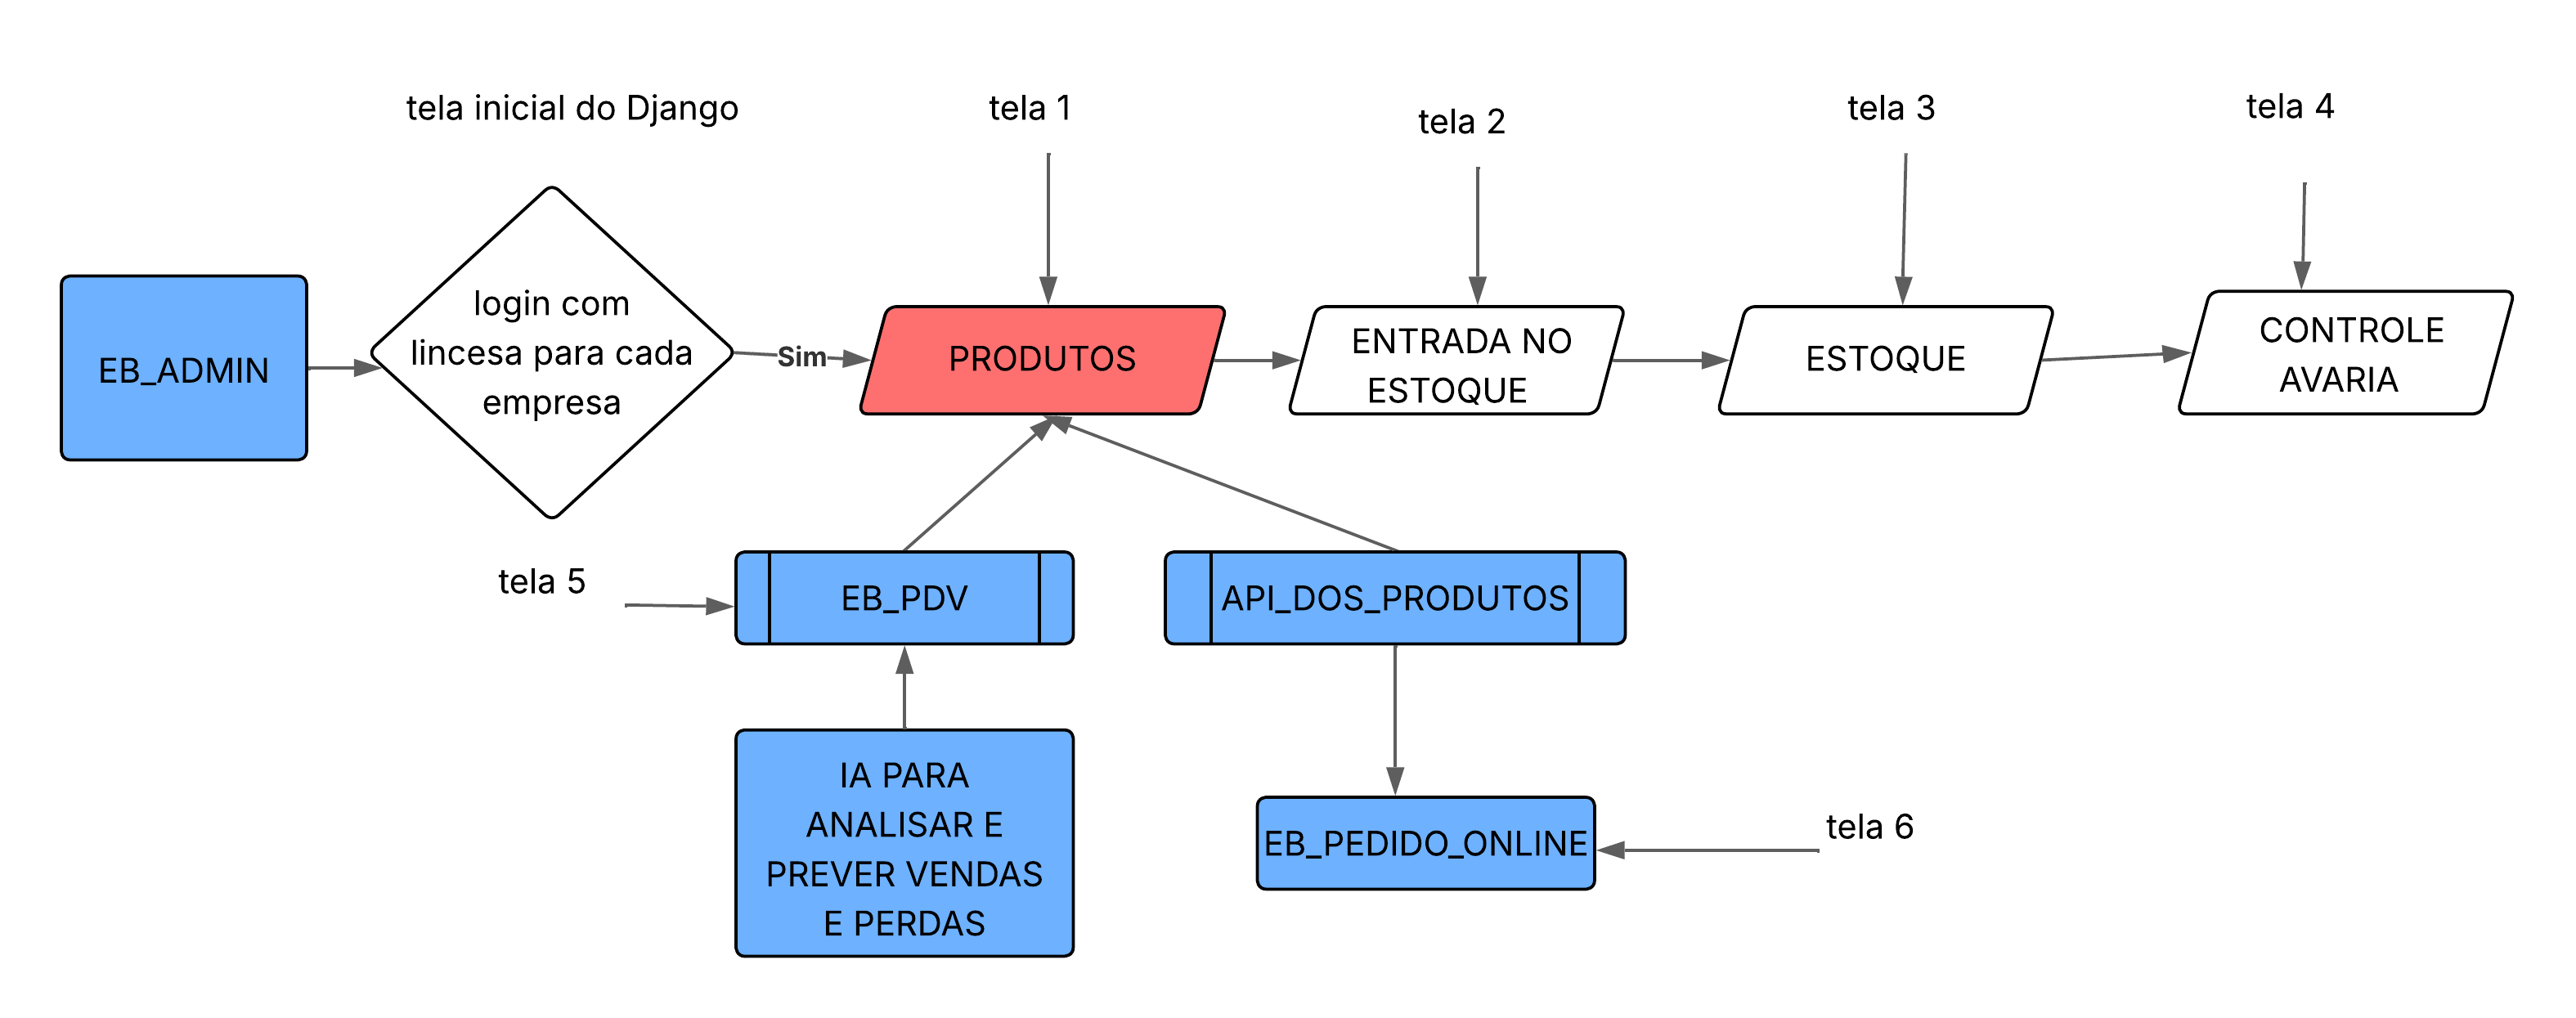 tela inicial do Django
tela 1
tela 2
tela 3
tela 4
EB_ADMIN
login com
lincesa para cada
empresa
Sim
PRODUTOS
ENTRADA NO
ESTOQUE
ESTOQUE
CONTROLE
AVARIA
tela 5
EB_PDV
API_DOS_PRODUTOS
IA PARA
ANALISAR E
PREVER VENDAS
E PERDAS
EB_PEDIDO_ONLINE
tela 6